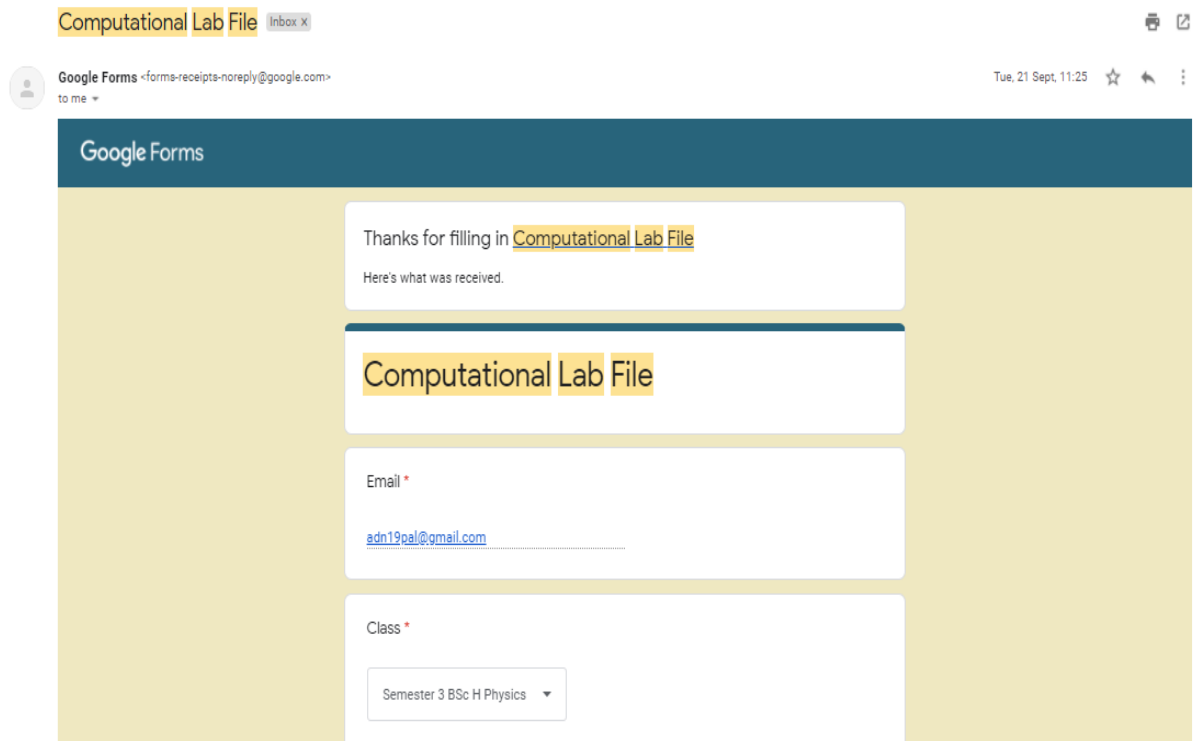 Computational Lab File Inbox x
Google Forms <forms-receipts-noreply@google.com> Tue, 21 Sept, 11:25
to me
Google Forms
Thanks for filling in Computational Lab File
Here's what was received.
Computational Lab File
Email *
adn19pal@gmail.com
Class *
Semester 3 BSc H Physics